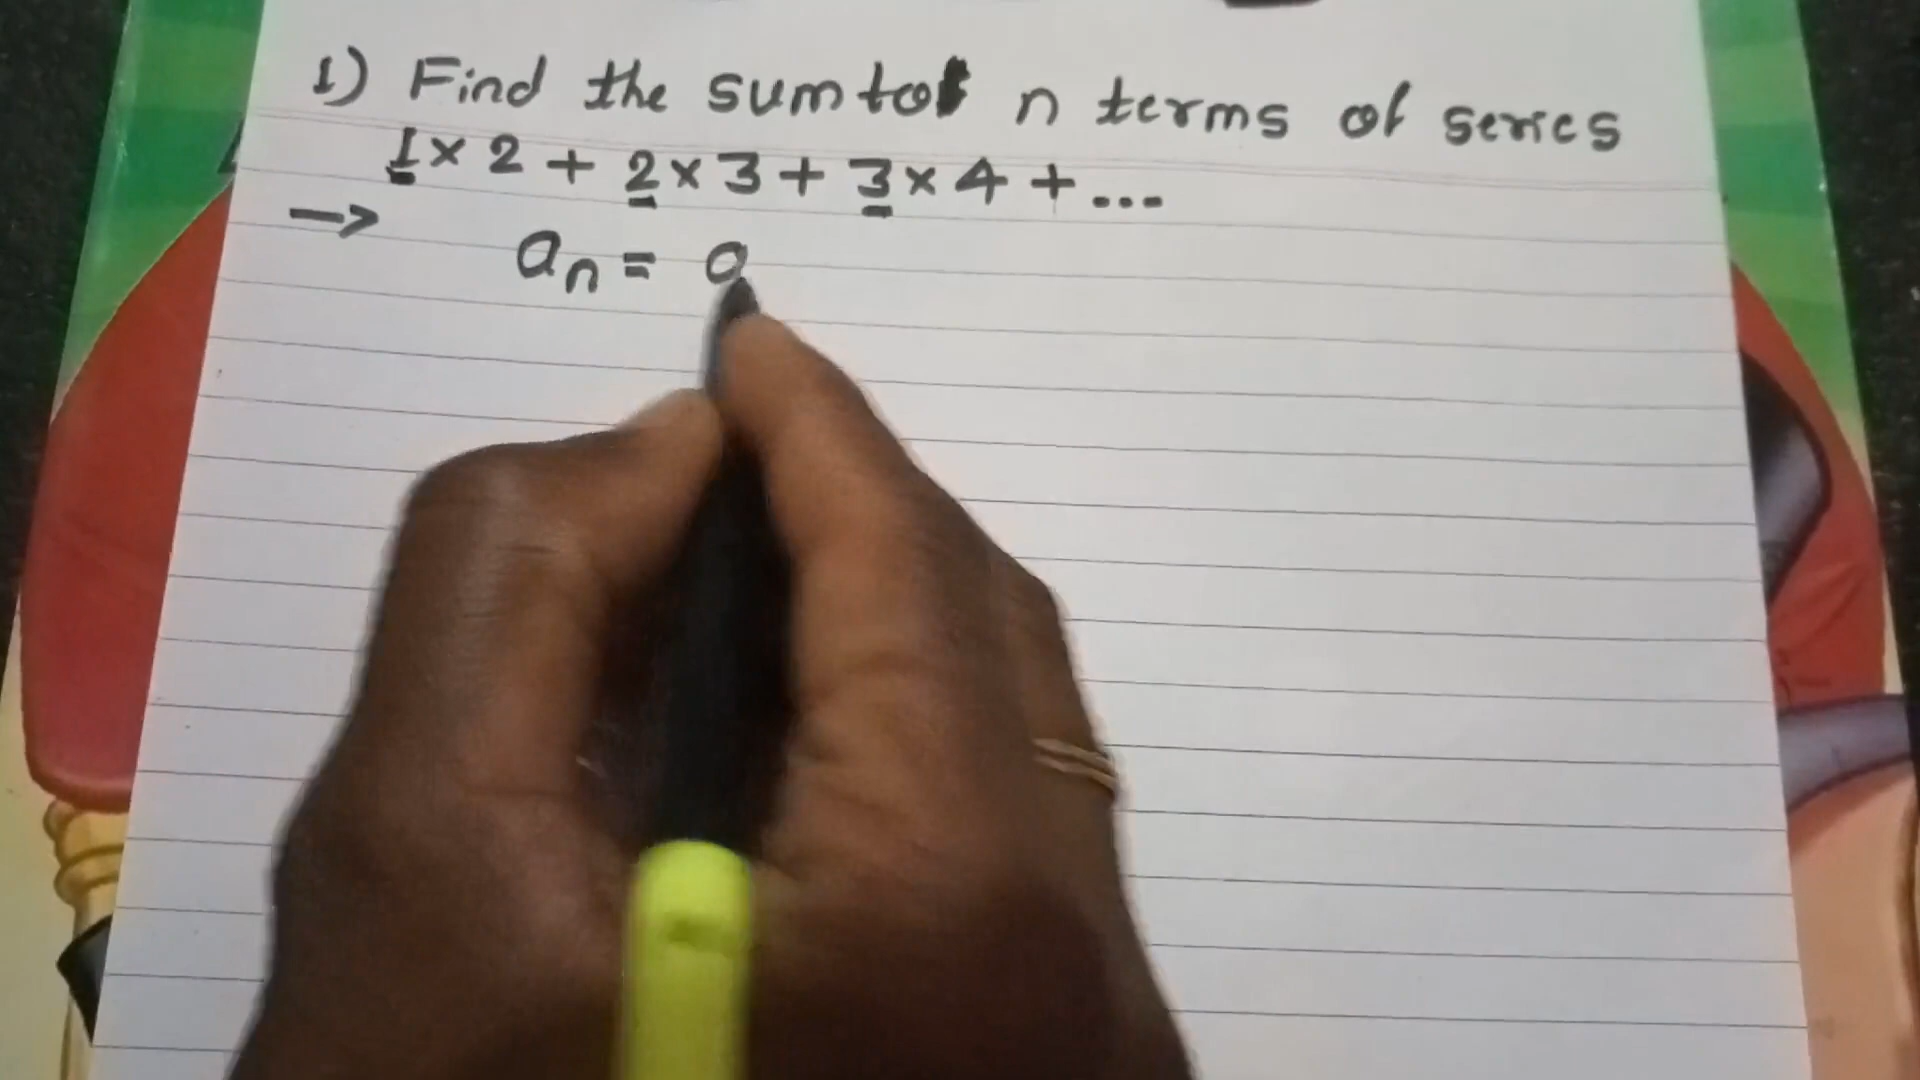 1) Find the sum to n terms of series
1 × 2 + 2 × 3 + 3 × 4 + ...
→ an = a